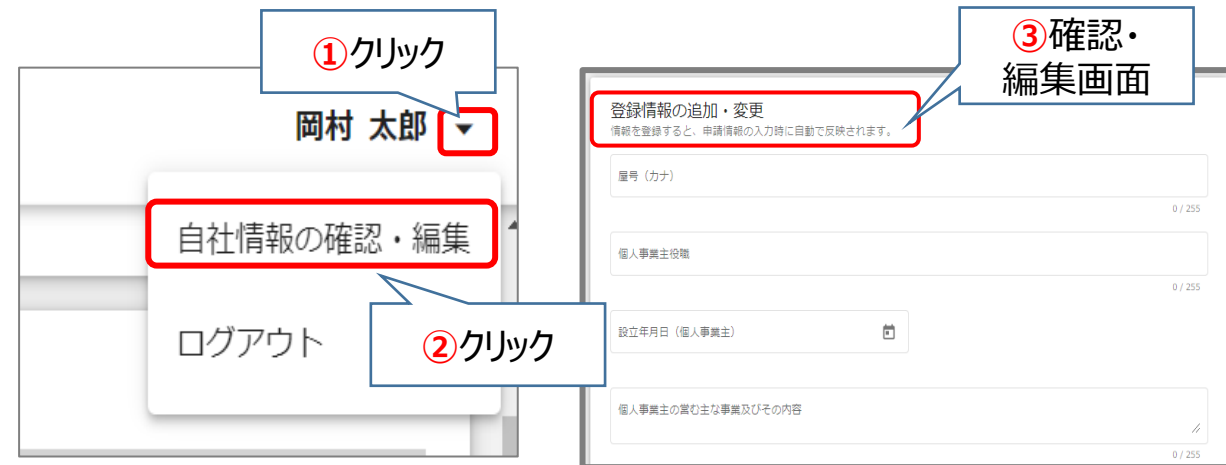 ①クリック
岡村 太郎
自社情報の確認・編集
ログアウト
②クリック
③確認・
編集画面
登録情報の追加・変更
情報を登録すると、申請情報の入力時に自動で反映されます。
屋号（カナ）
0 / 255
個人事業主役職
0 / 255
設立年月日（個人事業主）
個人事業主の営む主な事業及びその内容
0 / 255